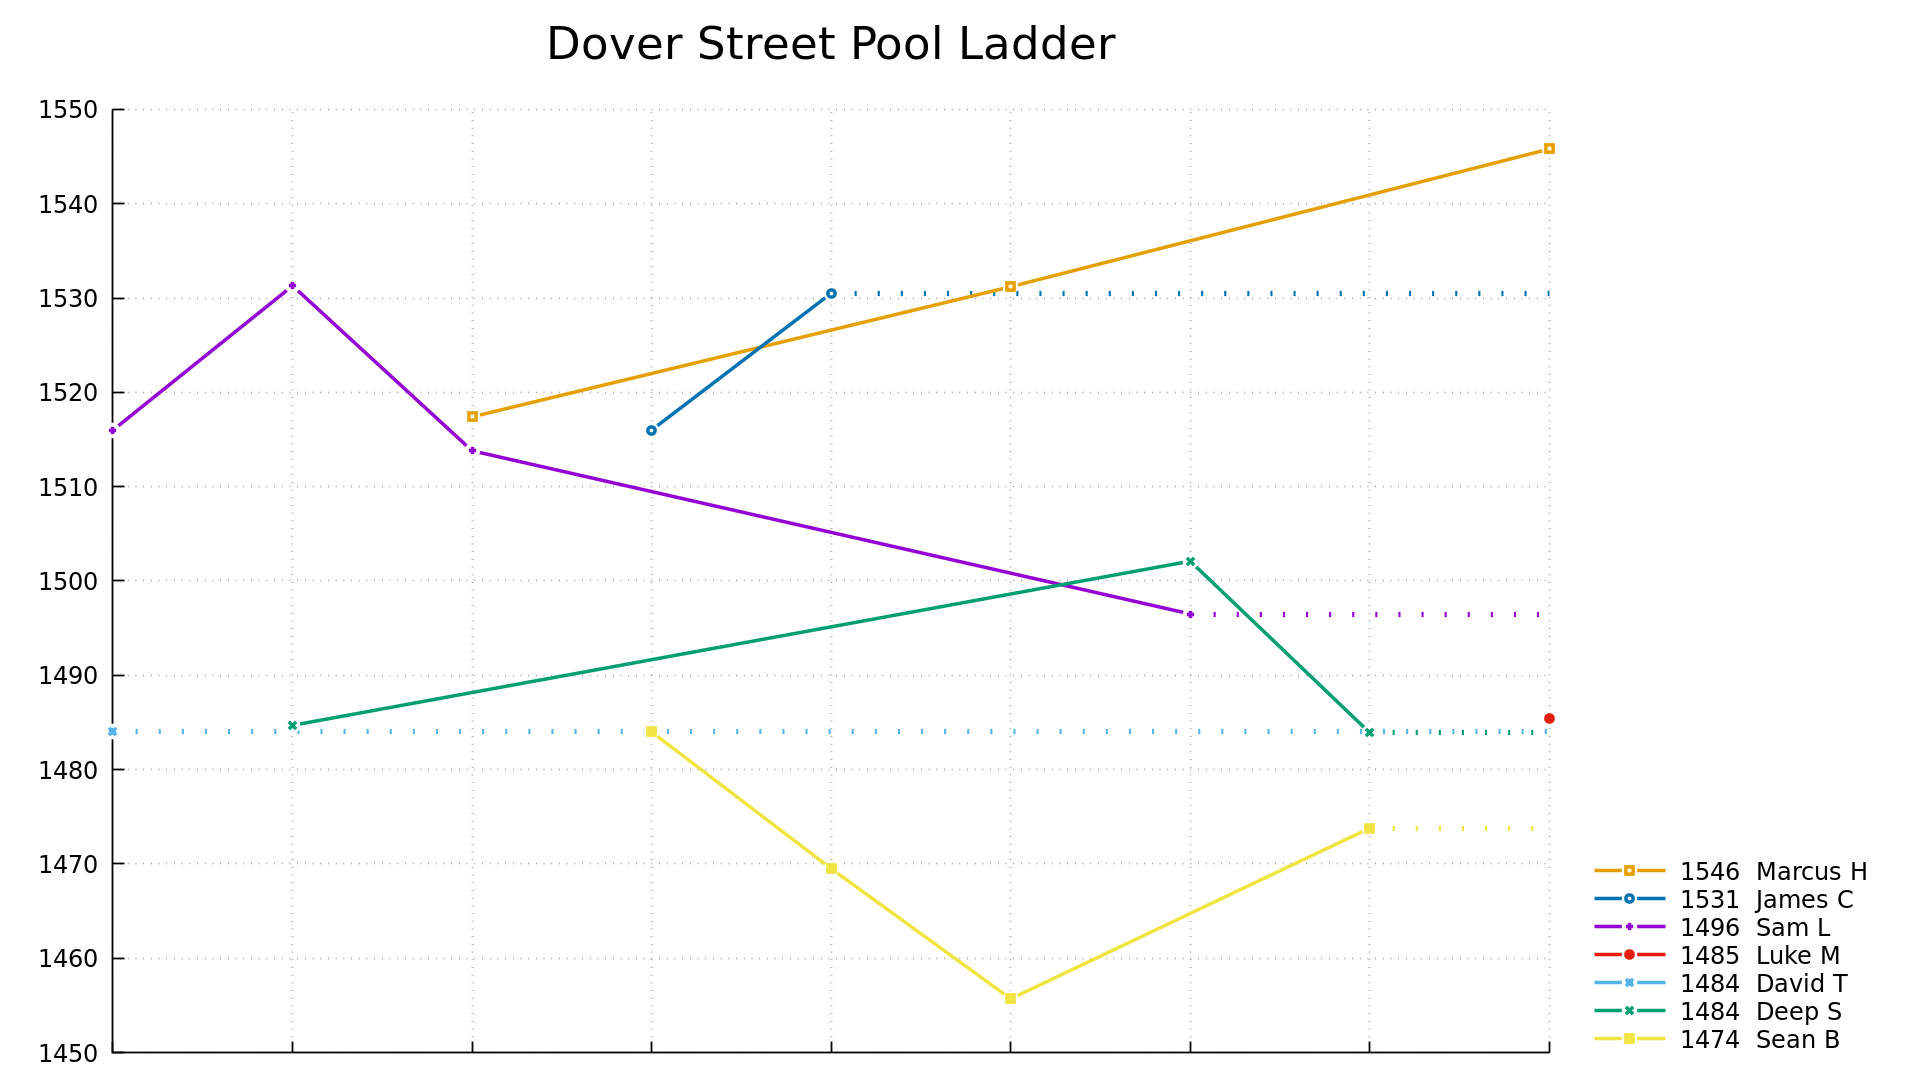 Dover Street Pool Ladder
1550
1540
1530
1520
1510
1500
1490
1480
1470
1460
1450
1546 Marcus H
1531 James C
1496 Sam L
1485 Luke M
1484 David T
1484 Deep S
1474 Sean B